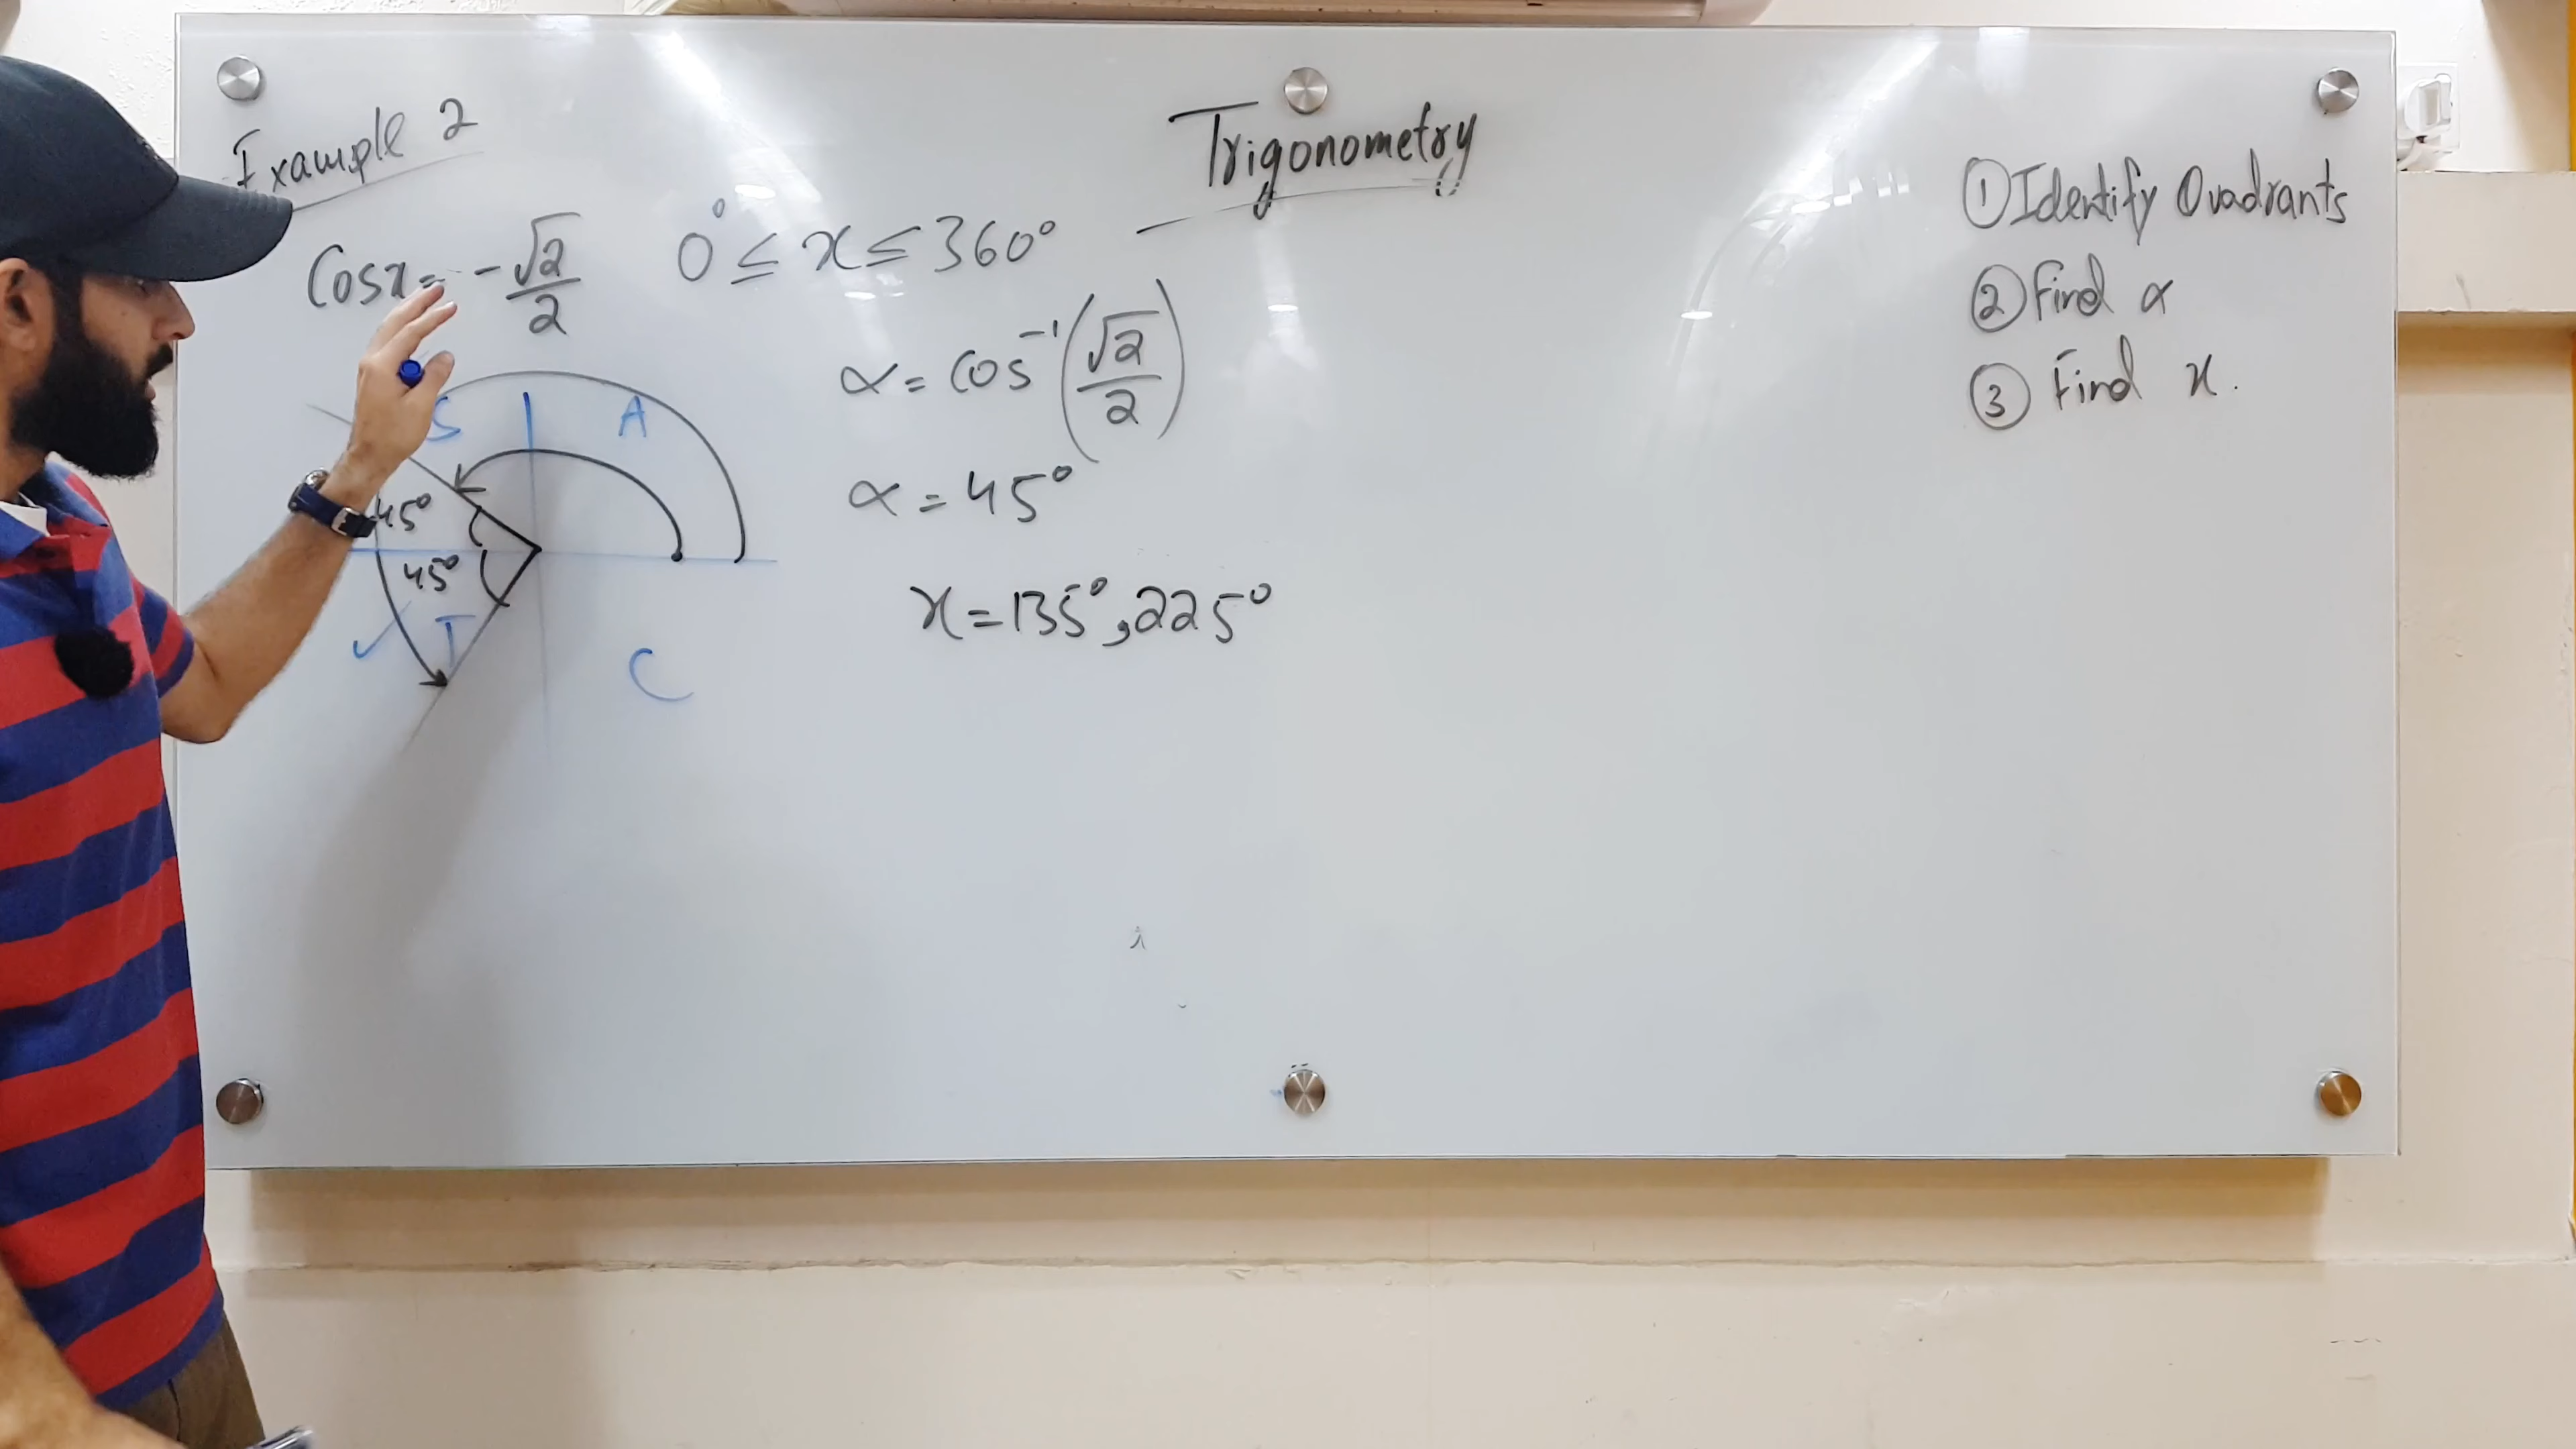 Example 2
Trigonometry
Cosx = -√2/2 0° ≤ x ≤ 360°
α = Cos⁻¹(√2/2)
α = 45°
x = 135°, 225°
S A
45°
45°
✓ T C
① Identify Quadrants
② Find α
③ Find x.